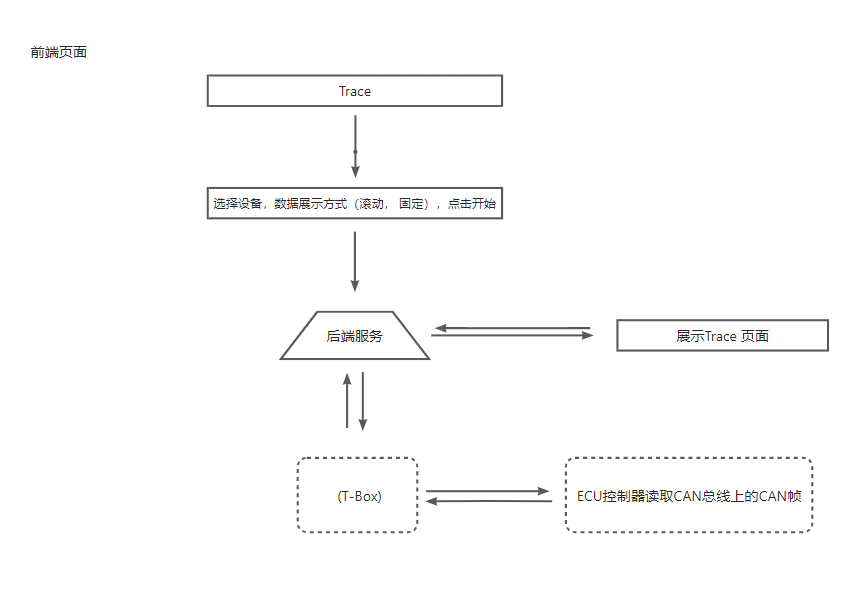 前端页面
Trace
选择设备，数据展示方式（滚动， 固定），点击开始
后端服务
展示Trace 页面
(T-Box)
ECU控制器读取CAN总线上的CAN帧